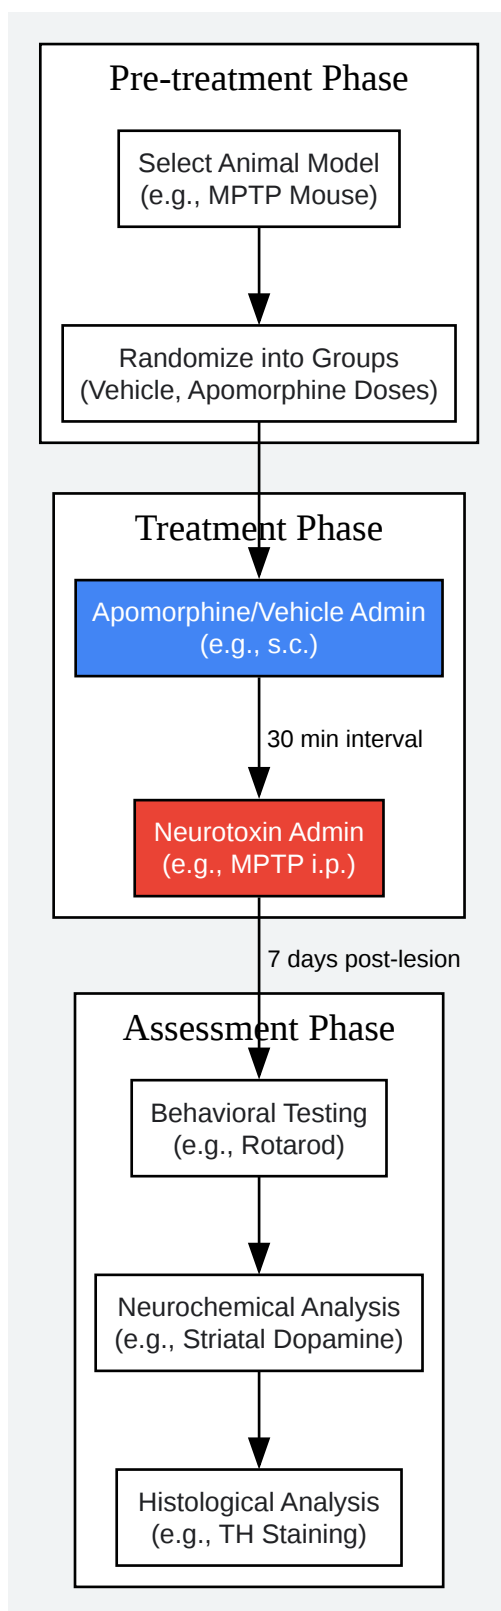 Pre-treatment Phase
Select Animal Model
(e.g., MPTP Mouse)
Randomize into Groups
(Vehicle, Apomorphine Doses)
Treatment Phase
Apomorphine/Vehicle Admin
(e.g., s.c.)
30 min interval
Neurotoxin Admin
(e.g., MPTP i.p.)
7 days post-lesion
Assessment Phase
Behavioral Testing
(e.g., Rotarod)
Neurochemical Analysis
(e.g., Striatal Dopamine)
Histological Analysis
(e.g., TH Staining)